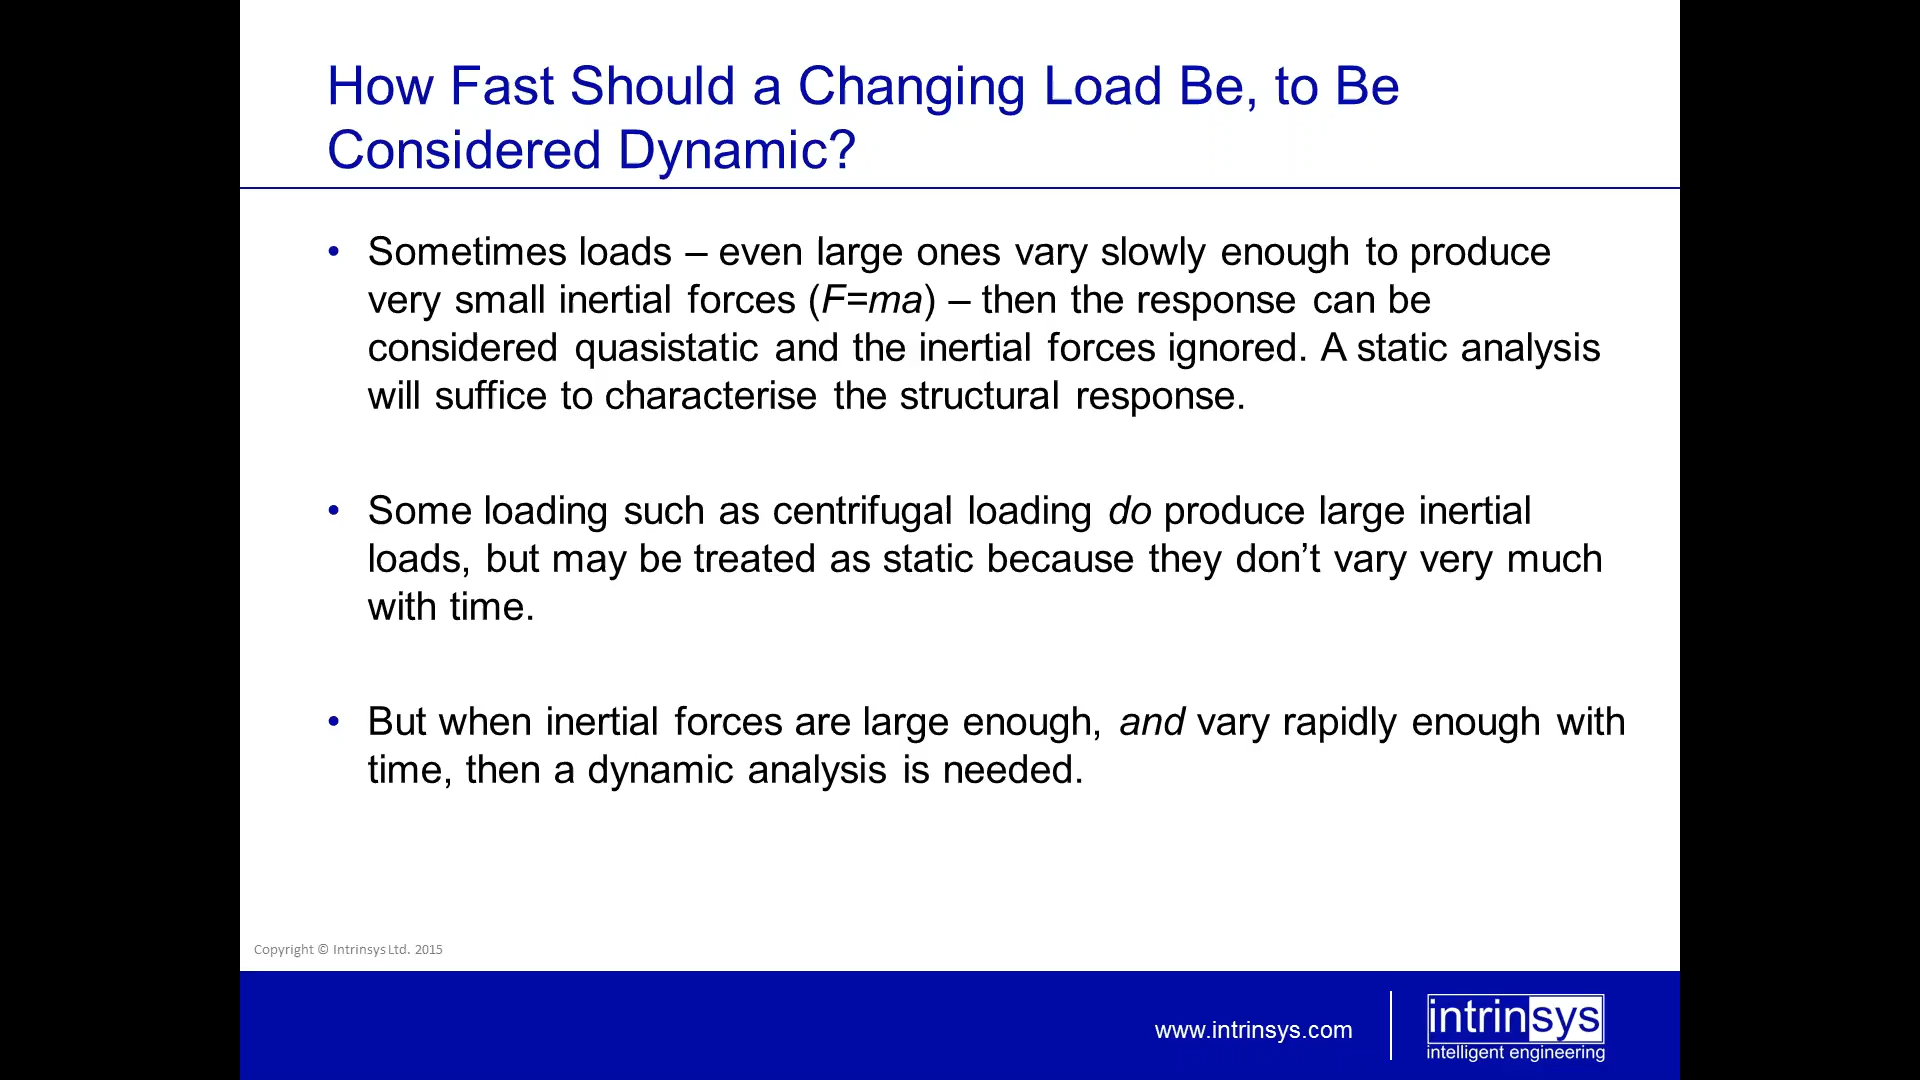 How Fast Should a Changing Load Be, to Be
Considered Dynamic?
• Sometimes loads – even large ones vary slowly enough to produce
very small inertial forces (F=ma) – then the response can be
considered quasistatic and the inertial forces ignored. A static analysis
will suffice to characterise the structural response.
• Some loading such as centrifugal loading do produce large inertial
loads, but may be treated as static because they don’t vary very much
with time.
• But when inertial forces are large enough, and vary rapidly enough with
time, then a dynamic analysis is needed.
Copyright © Intrinsys Ltd. 2015
www.intrinsys.com
intrinsys
intelligent engineering